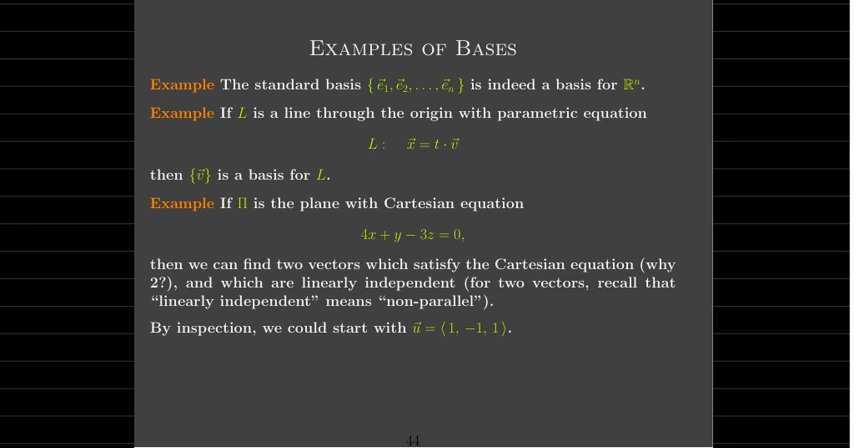 Examples of Bases
Example The standard basis { e⃗₁, e⃗₂, . . . , e⃗ₙ } is indeed a basis for ℝⁿ.
Example If L is a line through the origin with parametric equation
L : x⃗ = t · v⃗
then {v⃗} is a basis for L.
Example If Π is the plane with Cartesian equation
4x + y − 3z = 0,
then we can find two vectors which satisfy the Cartesian equation (why
2?), and which are linearly independent (for two vectors, recall that
“linearly independent” means “non-parallel”).
By inspection, we could start with u⃗ = ⟨ 1, −1, 1 ⟩.
44